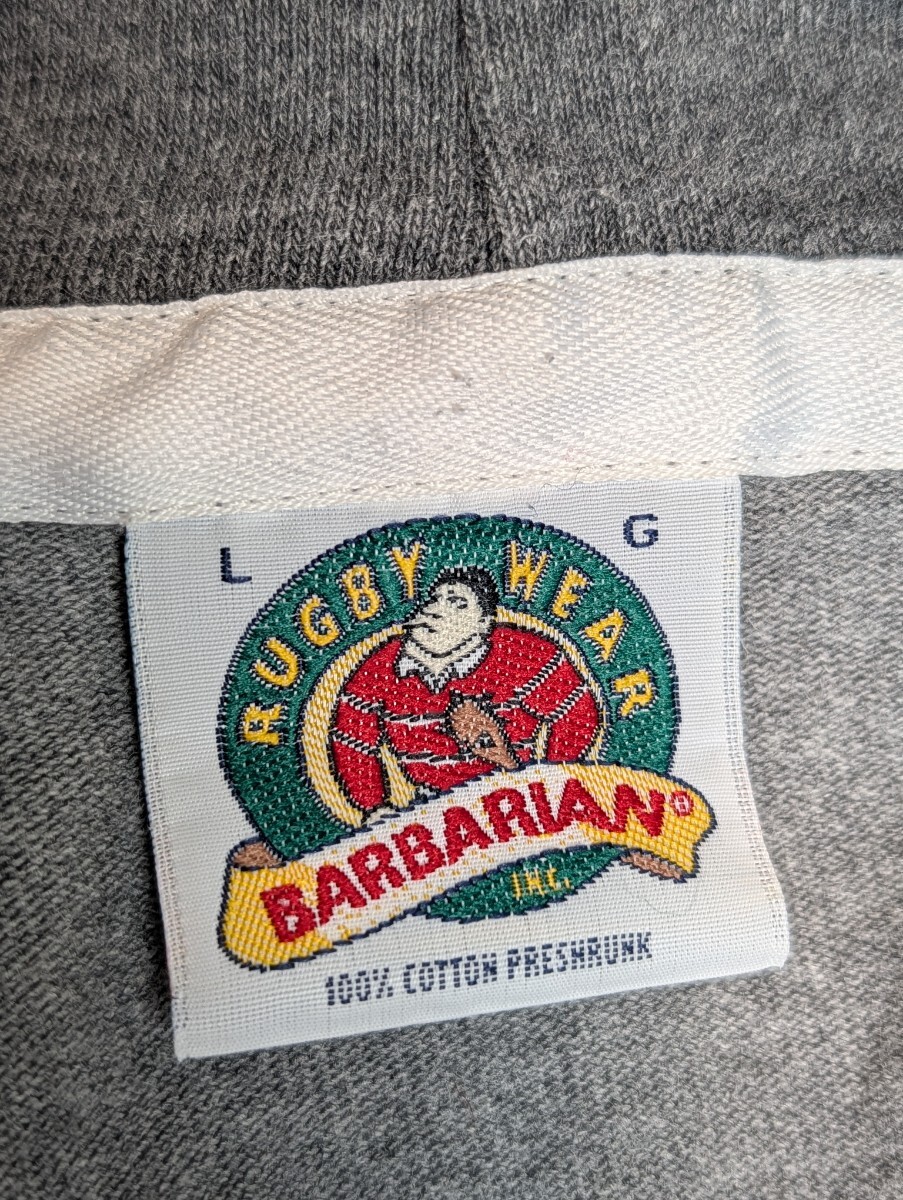 L G
RUGBY WEAR
BARBARIAN®
INC.
100% COTTON PRESHRUNK